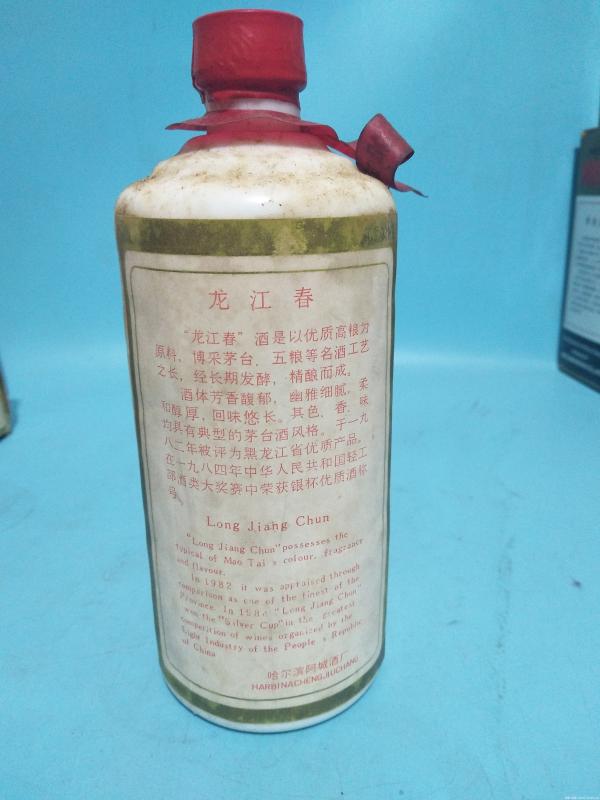 龙江春
“龙江春”酒是以优质高粮为
原料，博采茅台、五粮等名酒工艺
之长，经长期发酵，精酿而成。
酒体芳香馥郁，幽雅细腻，柔
和醇厚，回味悠长。其色、香、味
均具有典型的茅台酒风格。于一九
八二年被评为黑龙江省优质产品。
在一九八四年中华人民共和国轻工
部酒类大奖赛中荣获银杯优质酒称
号。
Long Jiang Chun
"Long Jiang Chun" possesses the
typical of Mao Tai s colour, fragrance
and flavour.
In 1982 it was appraised through
comparison as one of the finest of the
Province. In 1984 "Long Jiang Chun"
won the "Silver Cup" in the greatest
competition of wines organized by the
Light Industry of the People s Republic
of China
哈尔滨阿城酒厂
HARBINACHENGJIUCHANG